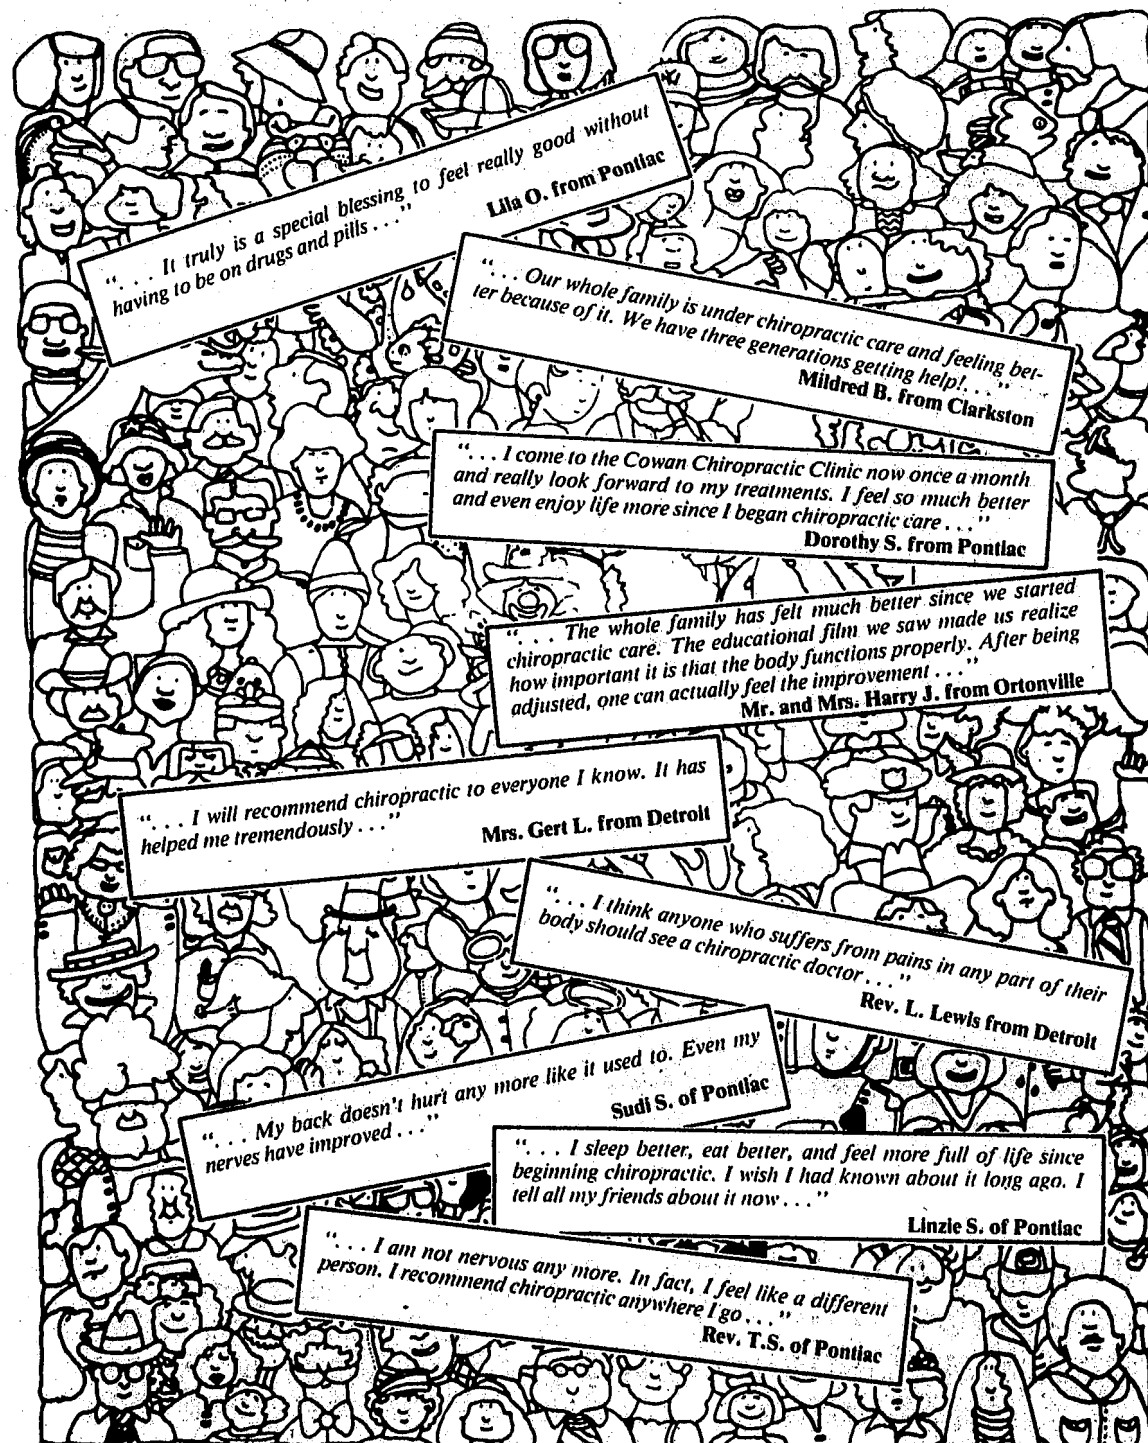 “. . . It truly is a special blessing to feel really good without
having to be on drugs and pills . . .”
Lila O. from Pontiac
“. . . Our whole family is under chiropractic care and feeling bet-
ter because of it. We have three generations getting help!. . . ”
Mildred B. from Clarkston
“. . . I come to the Cowan Chiropractic Clinic now once a month
and really look forward to my treatments. I feel so much better
and even enjoy life more since I began chiropractic care . . .”
Dorothy S. from Pontiac
“. . . The whole family has felt much better since we started
chiropractic care. The educational film we saw made us realize
how important it is that the body functions properly. After being
adjusted, one can actually feel the improvement . . .”
Mr. and Mrs. Harry J. from Ortonville
“. . . I will recommend chiropractic to everyone I know. It has
helped me tremendously . . .”
Mrs. Gert L. from Detroit
“. . . I think anyone who suffers from pains in any part of their
body should see a chiropractic doctor . . .”
Rev. L. Lewis from Detroit
“. . . My back doesn't hurt any more like it used to. Even my
nerves have improved . . .”
Sudi S. of Pontiac
“. . . I sleep better, eat better, and feel more full of life since
beginning chiropractic. I wish I had known about it long ago. I
tell all my friends about it now . . .”
Linzie S. of Pontiac
“. . . I am not nervous any more. In fact, I feel like a different
person. I recommend chiropractic anywhere I go . . .”
Rev. T.S. of Pontiac